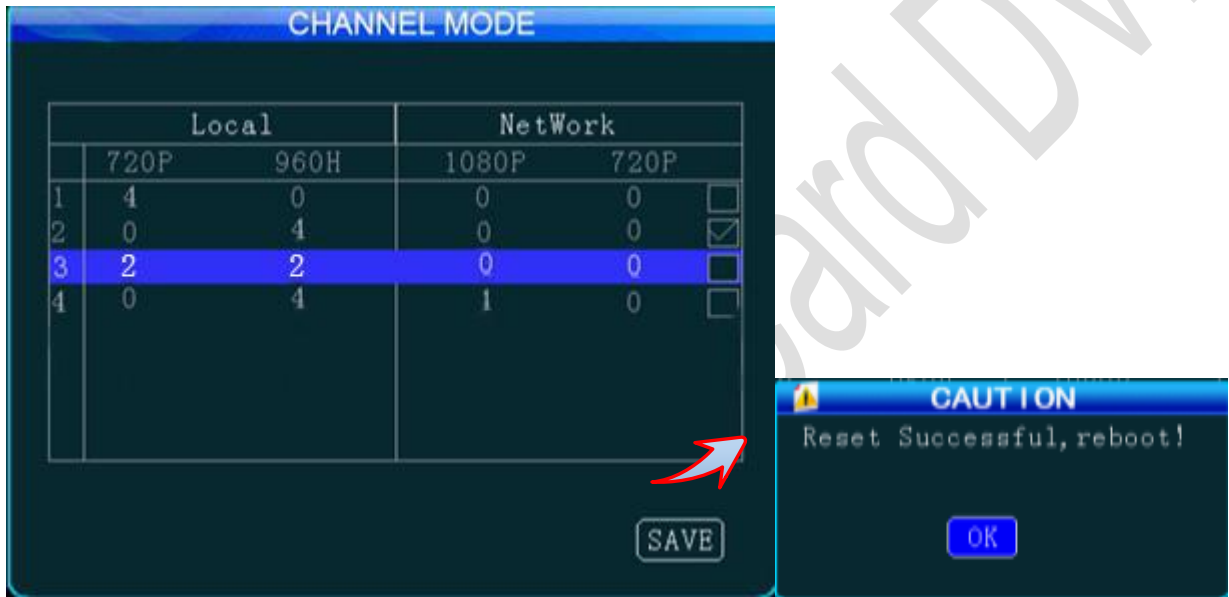 CHANNEL MODE
Local NetWork
720P 960H 1080P 720P
1 4 0 0 0
2 0 4 0 0
3 2 2 0 0
4 0 4 1 0
SAVE
CAUTION
Reset Successful,reboot!
OK